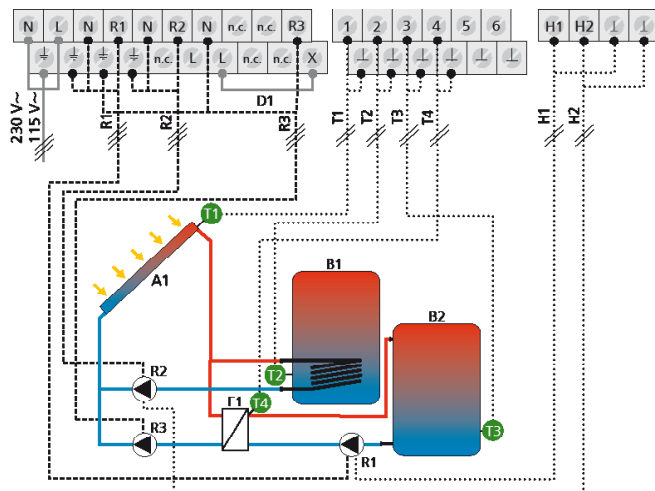 N L N R1 N R2 N n.c. n.c. R3
n.c. L L n.c. n.c. X
1 2 3 4 5 6
H1 H2
230 V~
115 V~
R1
R2
D1
R3
T1
T2
T3
T4
H1
H2
T1
A1
B1
B2
R2
T2
Γ1
T4
R3
R1
T3